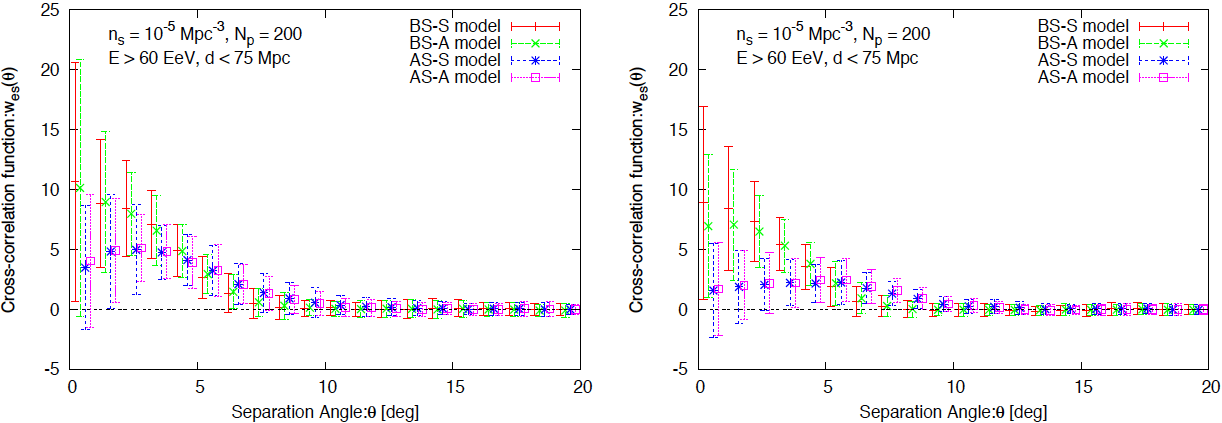 Cross-correlation function:w_es(θ)
25
20
15
10
5
0
-5
n_s = 10^-5 Mpc^-3, N_p = 200
E > 60 EeV, d < 75 Mpc
BS-S model
BS-A model
AS-S model
AS-A model
0 5 10 15 20
Separation Angle:θ [deg]
Cross-correlation function:w_es(θ)
25
20
15
10
5
0
-5
n_s = 10^-5 Mpc^-3, N_p = 200
E > 60 EeV, d < 75 Mpc
BS-S model
BS-A model
AS-S model
AS-A model
0 5 10 15 20
Separation Angle:θ [deg]